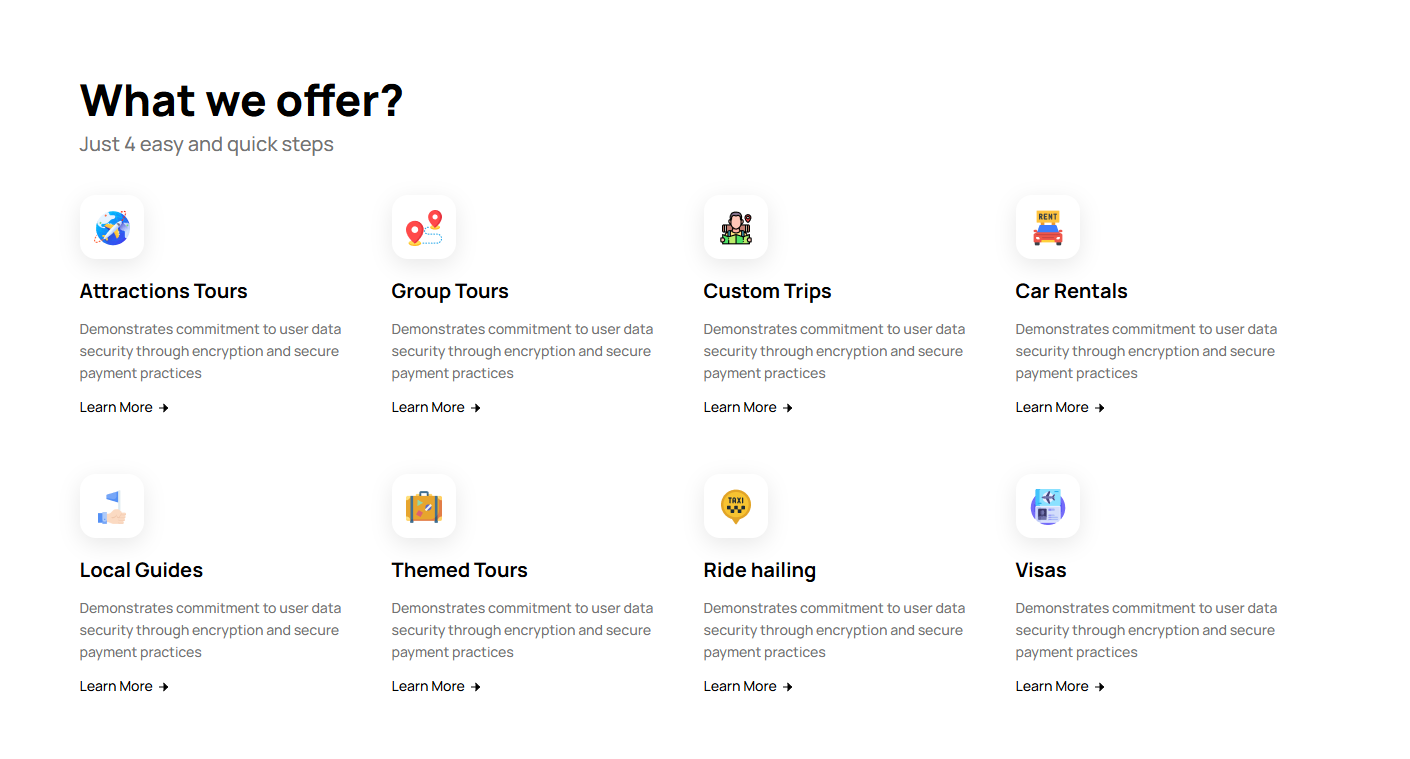 What we offer?
Just 4 easy and quick steps
RENT
Attractions Tours
Demonstrates commitment to user data
security through encryption and secure
payment practices
Learn More
Group Tours
Demonstrates commitment to user data
security through encryption and secure
payment practices
Learn More
Custom Trips
Demonstrates commitment to user data
security through encryption and secure
payment practices
Learn More
Car Rentals
Demonstrates commitment to user data
security through encryption and secure
payment practices
Learn More
Local Guides
Demonstrates commitment to user data
security through encryption and secure
payment practices
Learn More
Themed Tours
Demonstrates commitment to user data
security through encryption and secure
payment practices
Learn More
TAXI
Ride hailing
Demonstrates commitment to user data
security through encryption and secure
payment practices
Learn More
Visas
Demonstrates commitment to user data
security through encryption and secure
payment practices
Learn More